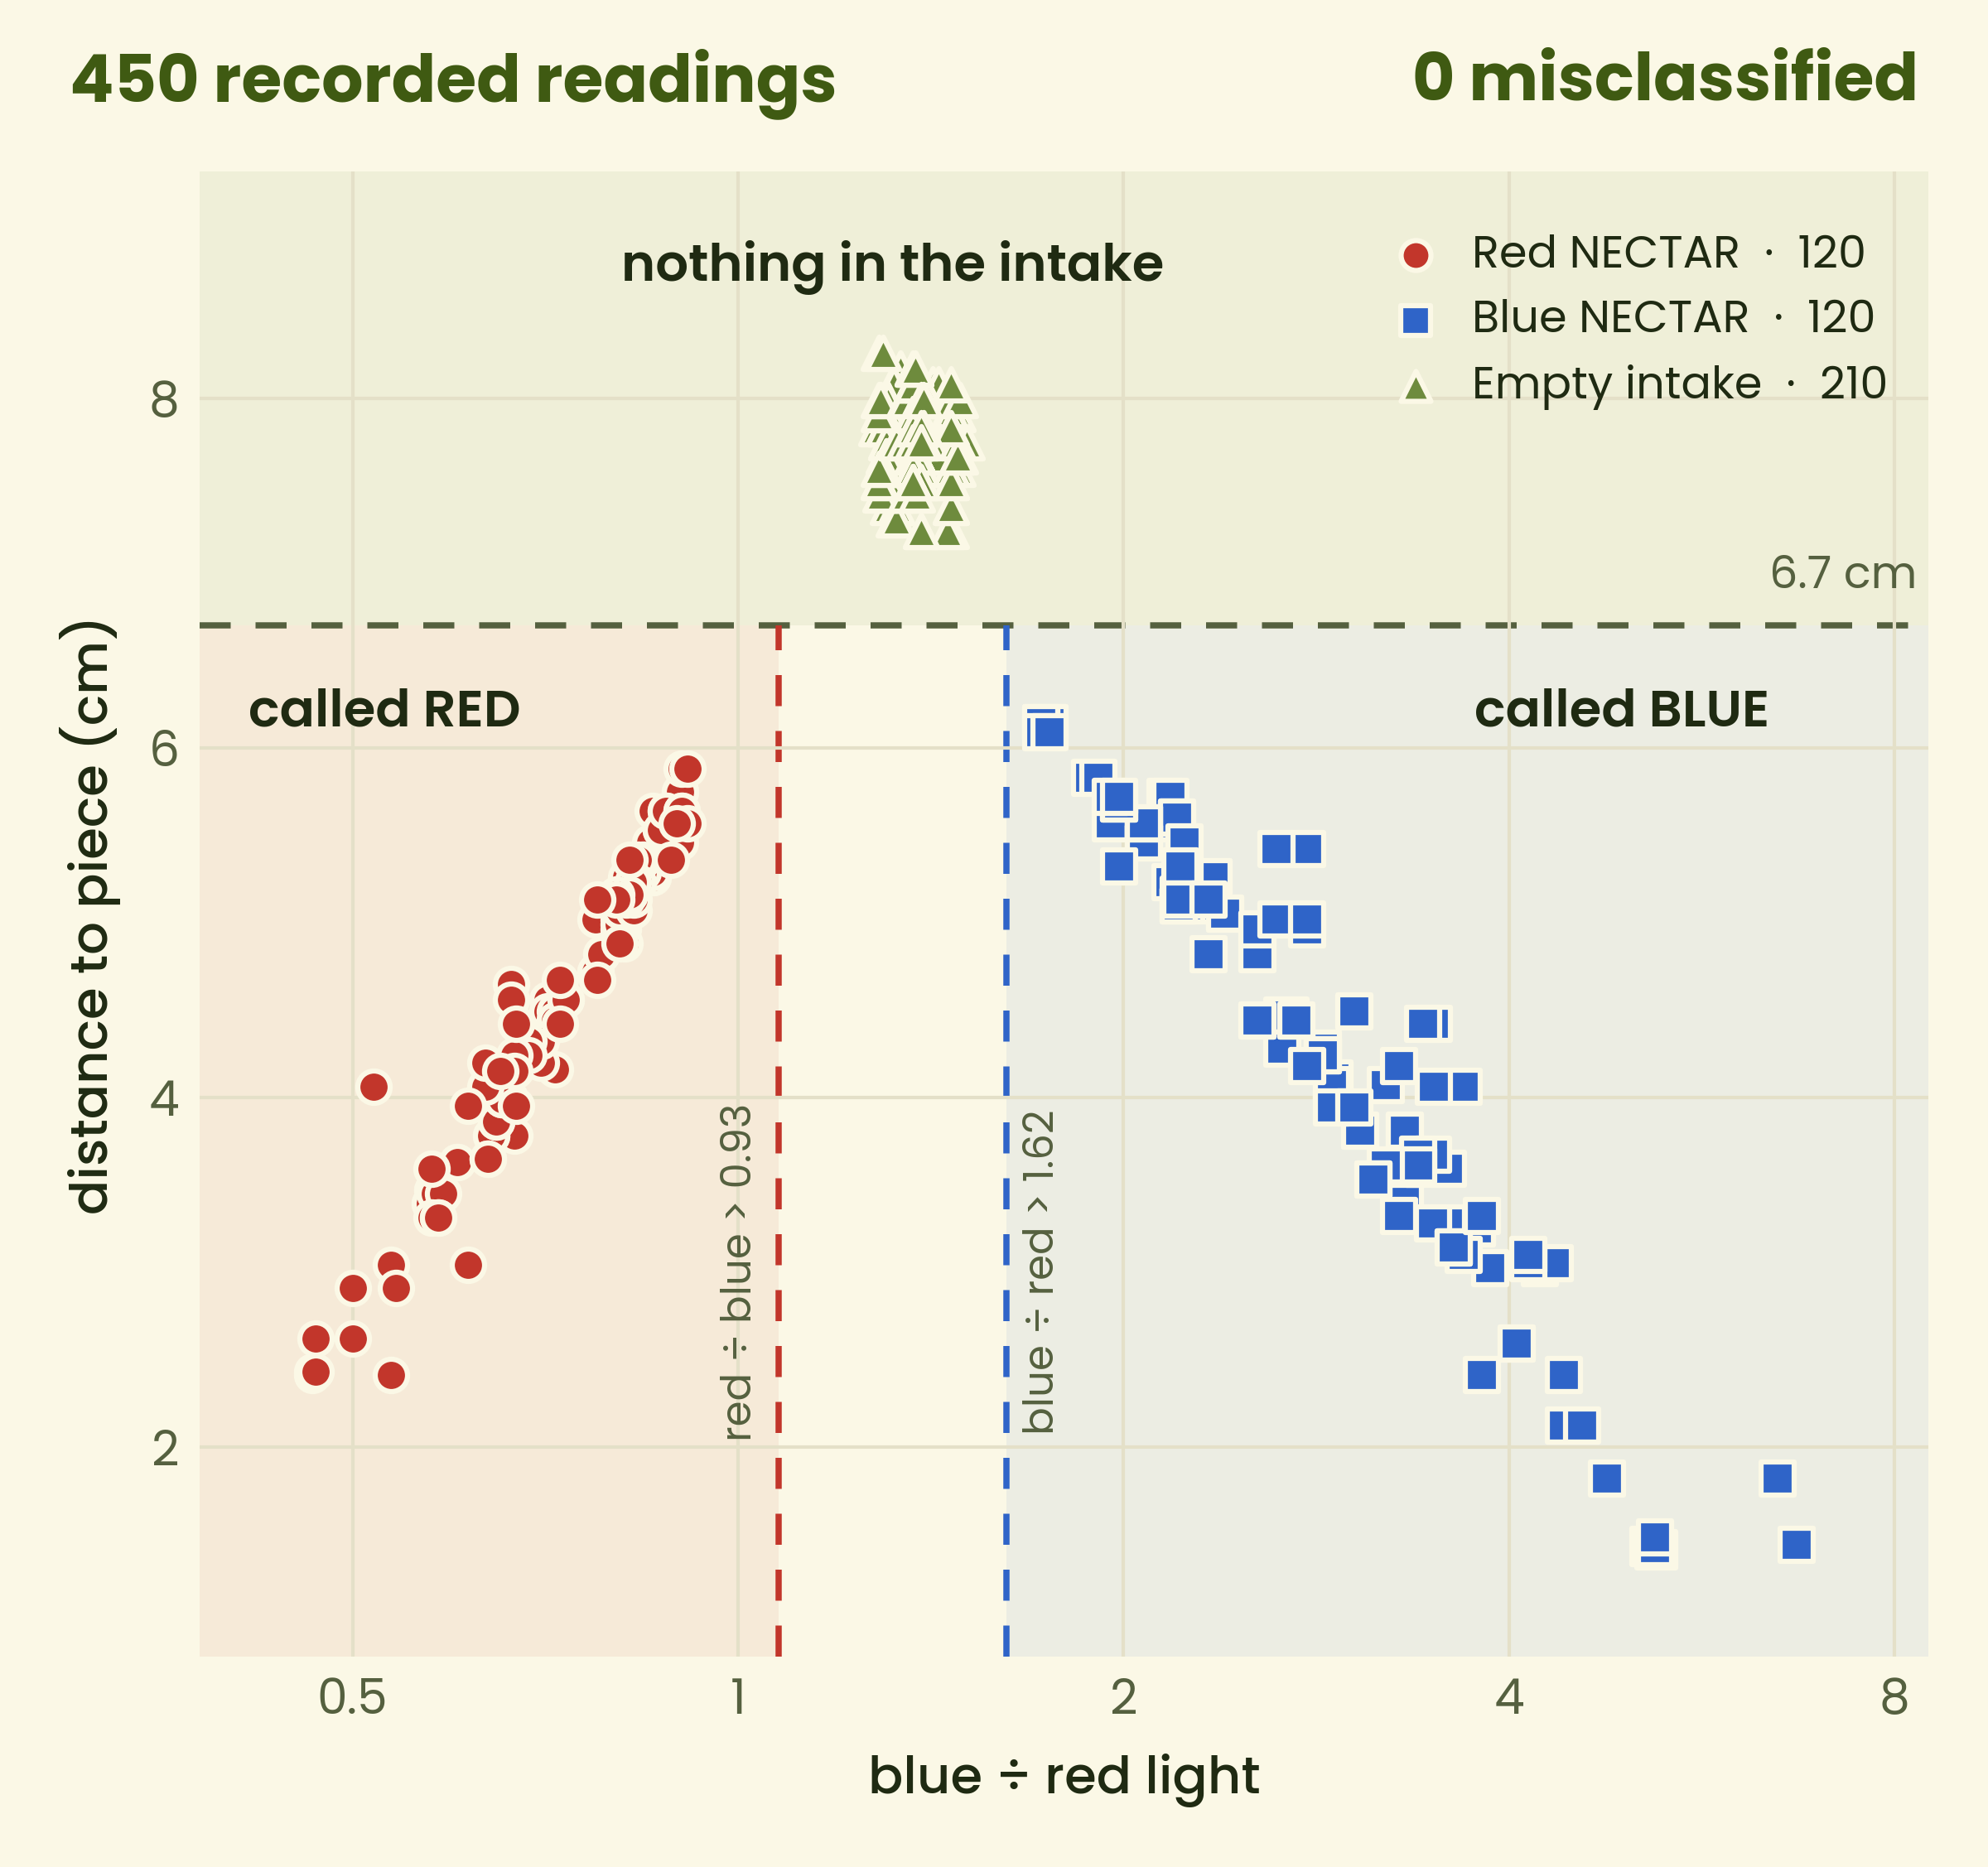 450 recorded readings
0 misclassified
nothing in the intake
Red NECTAR · 120
Blue NECTAR · 120
Empty intake · 210
8
6.7 cm
called RED
called BLUE
6
distance to piece (cm)
4
red ÷ blue > 0.93
blue ÷ red > 1.62
2
0.5
1
2
4
8
blue ÷ red light